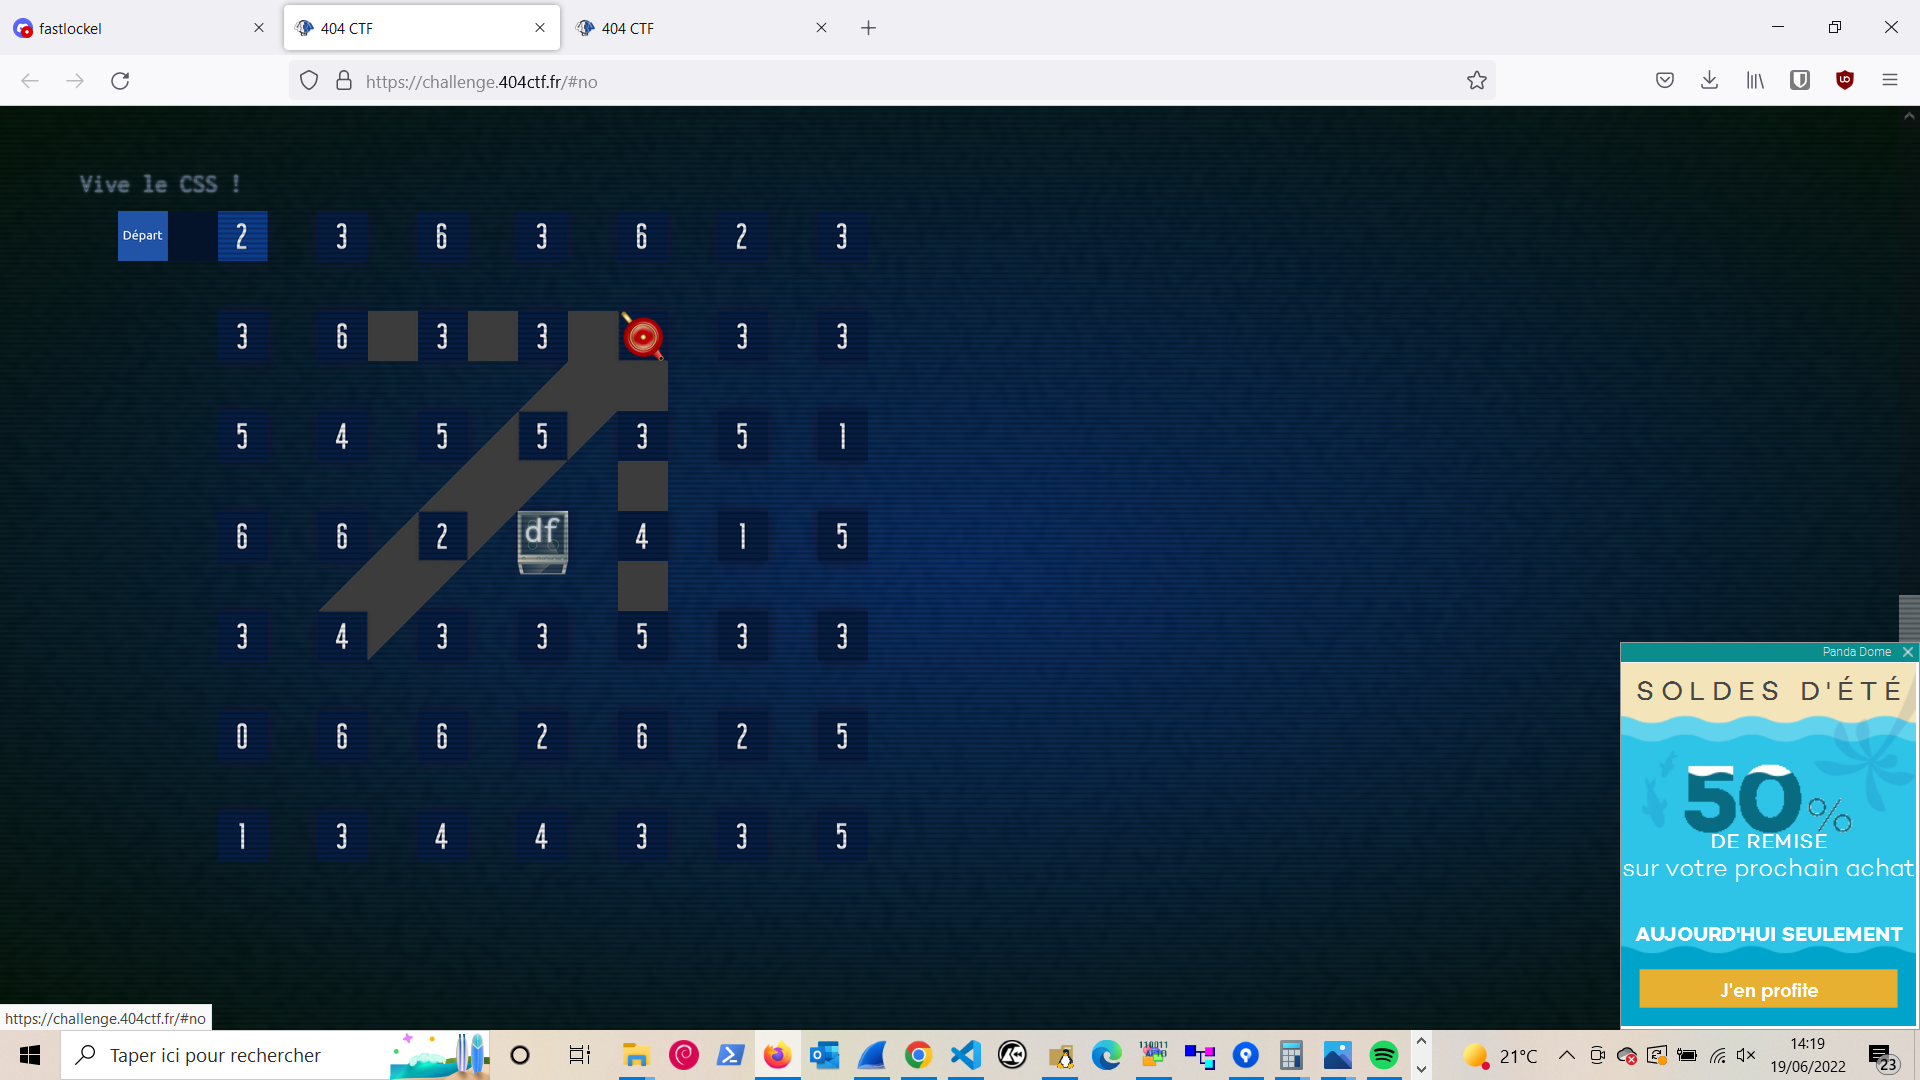 fastlockel
404 CTF
404 CTF
https://challenge.404ctf.fr/#no
Vive le CSS !
Départ 2 3 6 3 6 2 3
3 6 3 3 3 3
5 4 5 5 3 5 1
6 6 2 df 4 1 5
3 4 3 3 5 3 3
0 6 6 2 6 2 5
1 3 4 4 3 3 5
Panda Dome
SOLDES D'ÉTÉ
50%
DE REMISE
sur votre prochain achat
AUJOURD'HUI SEULEMENT
J'en profite
https://challenge.404ctf.fr/#no
Taper ici pour rechercher
21°C
14:19
19/06/2022
23